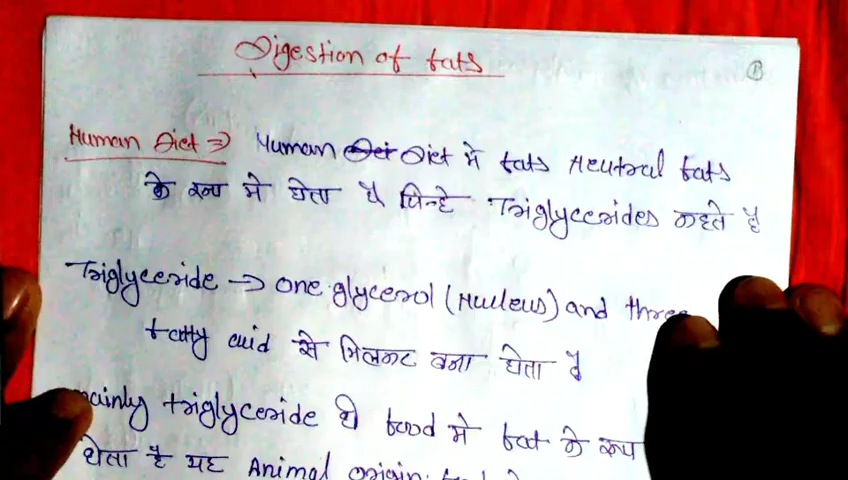 Digestion of fats
1
Human Diet ⇒ Human Diet मे fats Neutral fats
के रूप मे होता है जिन्हे Triglycerides कहते है
Triglyceride → one glycerol (Nucleus) and three
fatty acid से मिलकर बना होता है
mainly triglyceride ही food मे fat के रूप
होता है यह Animal origin